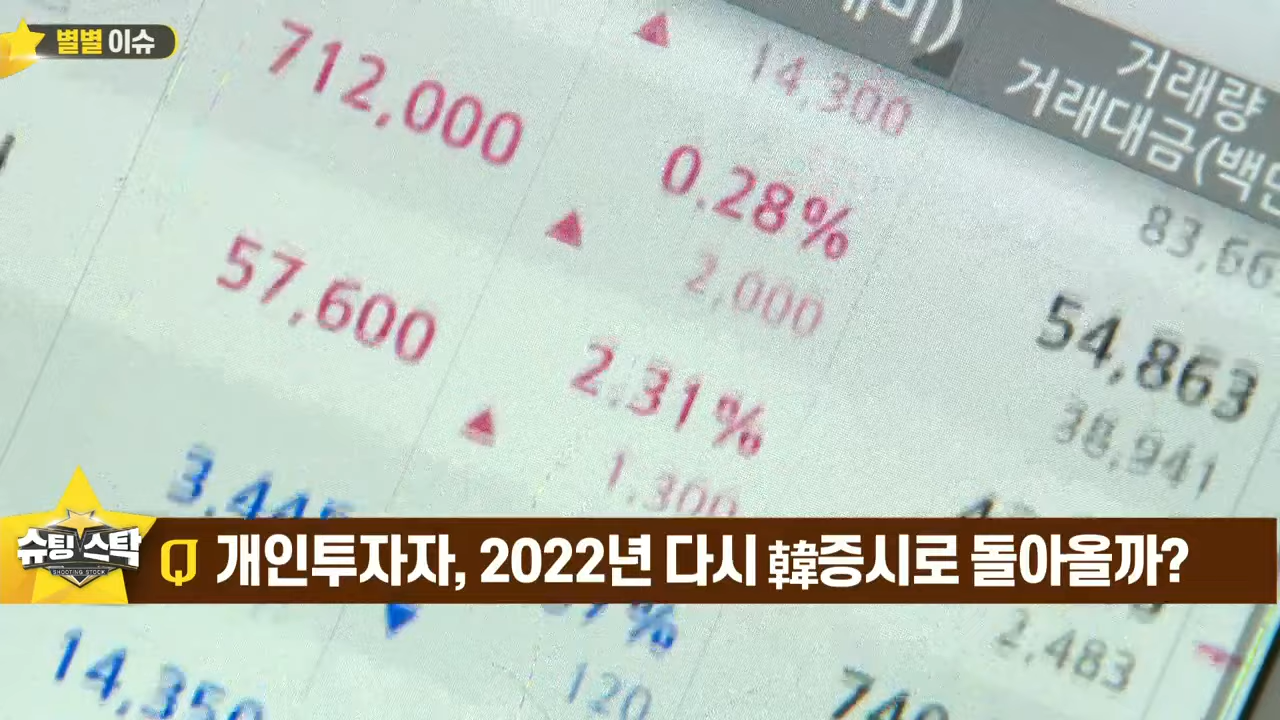 별별 이슈
거래량
거래대금(백만
14,300
712,000
0.28%
83,66
2,000
54,863
57,600
2.31%
38,941
1,300
3,445
슈팅 스탁
SHOOTING STOCK
Q 개인투자자, 2022년 다시 韓증시로 돌아올까?
2,483
14,350
120
740